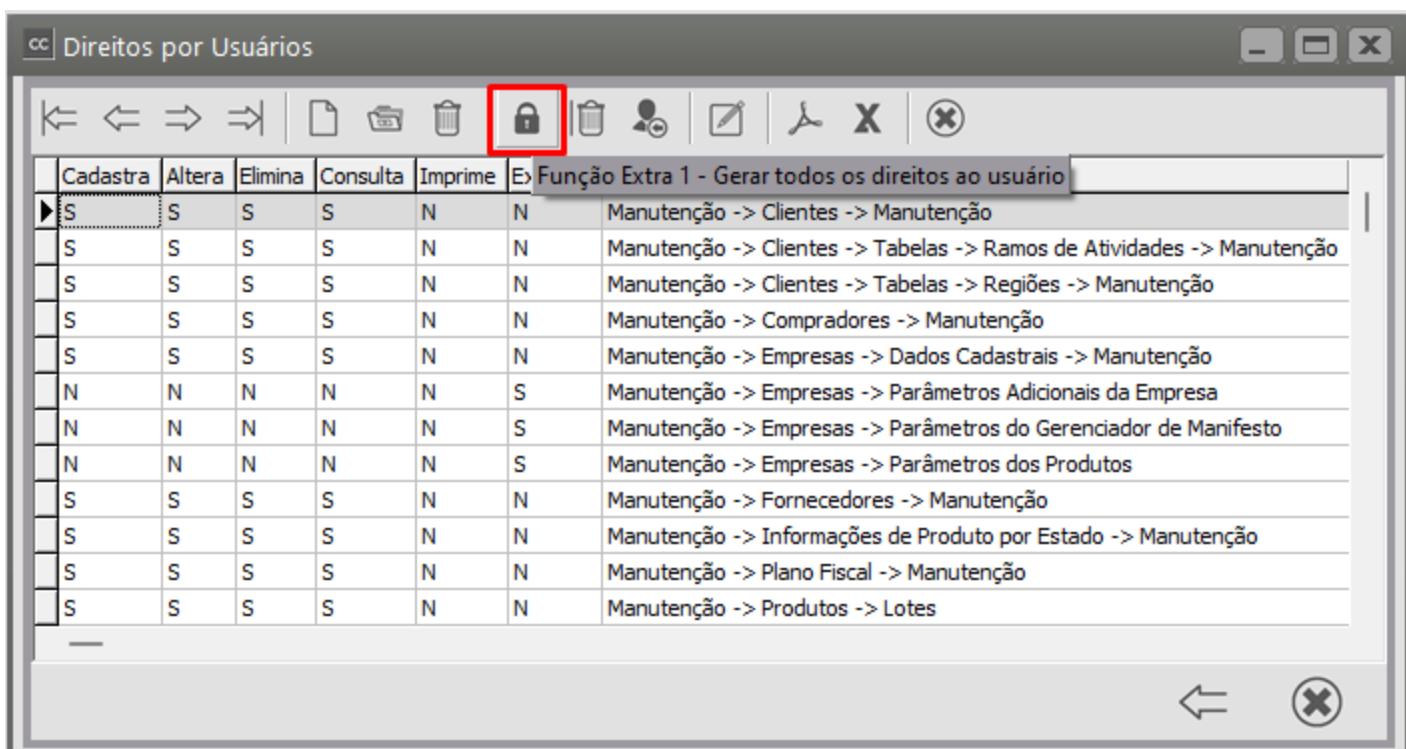 cc Direitos por Usuários
Cadastra Altera Elimina Consulta Imprime Função Extra 1 - Gerar todos os direitos ao usuário
S S S S N N Manutenção -> Clientes -> Manutenção
S S S S N N Manutenção -> Clientes -> Tabelas -> Ramos de Atividades -> Manutenção
S S S S N N Manutenção -> Clientes -> Tabelas -> Regiões -> Manutenção
S S S S N N Manutenção -> Compradores -> Manutenção
S S S S N N Manutenção -> Empresas -> Dados Cadastrais -> Manutenção
N N N N N S Manutenção -> Empresas -> Parâmetros Adicionais da Empresa
N N N N N S Manutenção -> Empresas -> Parâmetros do Gerenciador de Manifesto
N N N N N S Manutenção -> Empresas -> Parâmetros dos Produtos
S S S S N N Manutenção -> Fornecedores -> Manutenção
S S S S N N Manutenção -> Informações de Produto por Estado -> Manutenção
S S S S N N Manutenção -> Plano Fiscal -> Manutenção
S S S S N N Manutenção -> Produtos -> Lotes